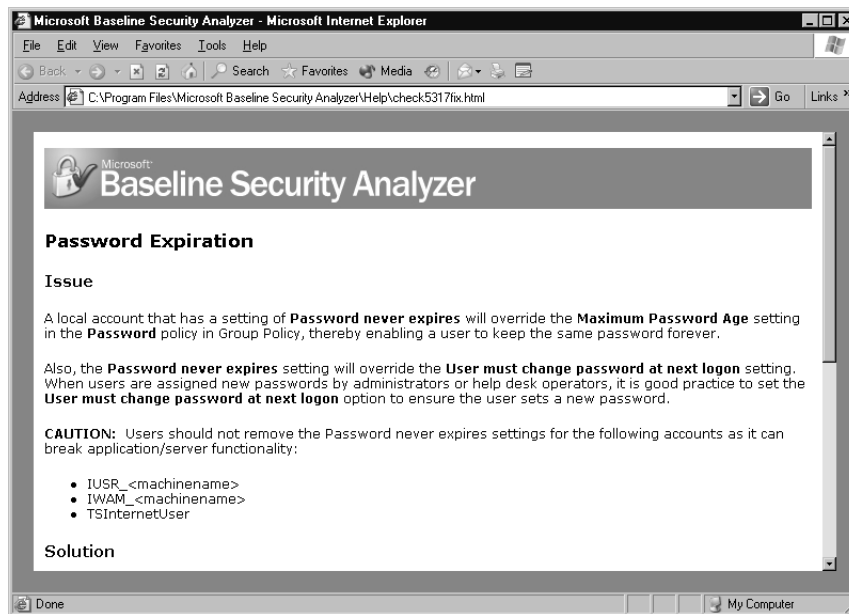 Microsoft Baseline Security Analyzer - Microsoft Internet Explorer
File Edit View Favorites Tools Help
Back Search Favorites Media
Address C:\Program Files\Microsoft Baseline Security Analyzer\Help\check5317fix.html Go Links »
Microsoft
Baseline Security Analyzer
Password Expiration
Issue
A local account that has a setting of Password never expires will override the Maximum Password Age setting
in the Password policy in Group Policy, thereby enabling a user to keep the same password forever.
Also, the Password never expires setting will override the User must change password at next logon setting.
When users are assigned new passwords by administrators or help desk operators, it is good practice to set the
User must change password at next logon option to ensure the user sets a new password.
CAUTION: Users should not remove the Password never expires settings for the following accounts as it can
break application/server functionality:
• IUSR_<machinename>
• IWAM_<machinename>
• TSInternetUser
Solution
Done My Computer